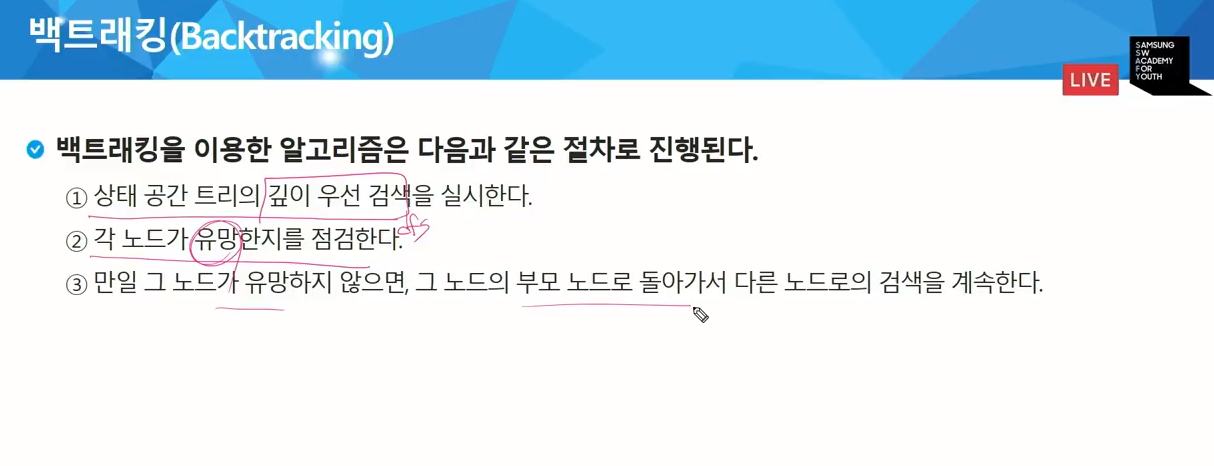 백트래킹(Backtracking)
SAMSUNG
SW
ACADEMY
FOR
YOUTH
LIVE
백트래킹을 이용한 알고리즘은 다음과 같은 절차로 진행된다.
① 상태 공간 트리의 깊이 우선 검색을 실시한다.
dfs
② 각 노드가 유망한지를 점검한다.
③ 만일 그 노드가 유망하지 않으면, 그 노드의 부모 노드로 돌아가서 다른 노드로의 검색을 계속한다.